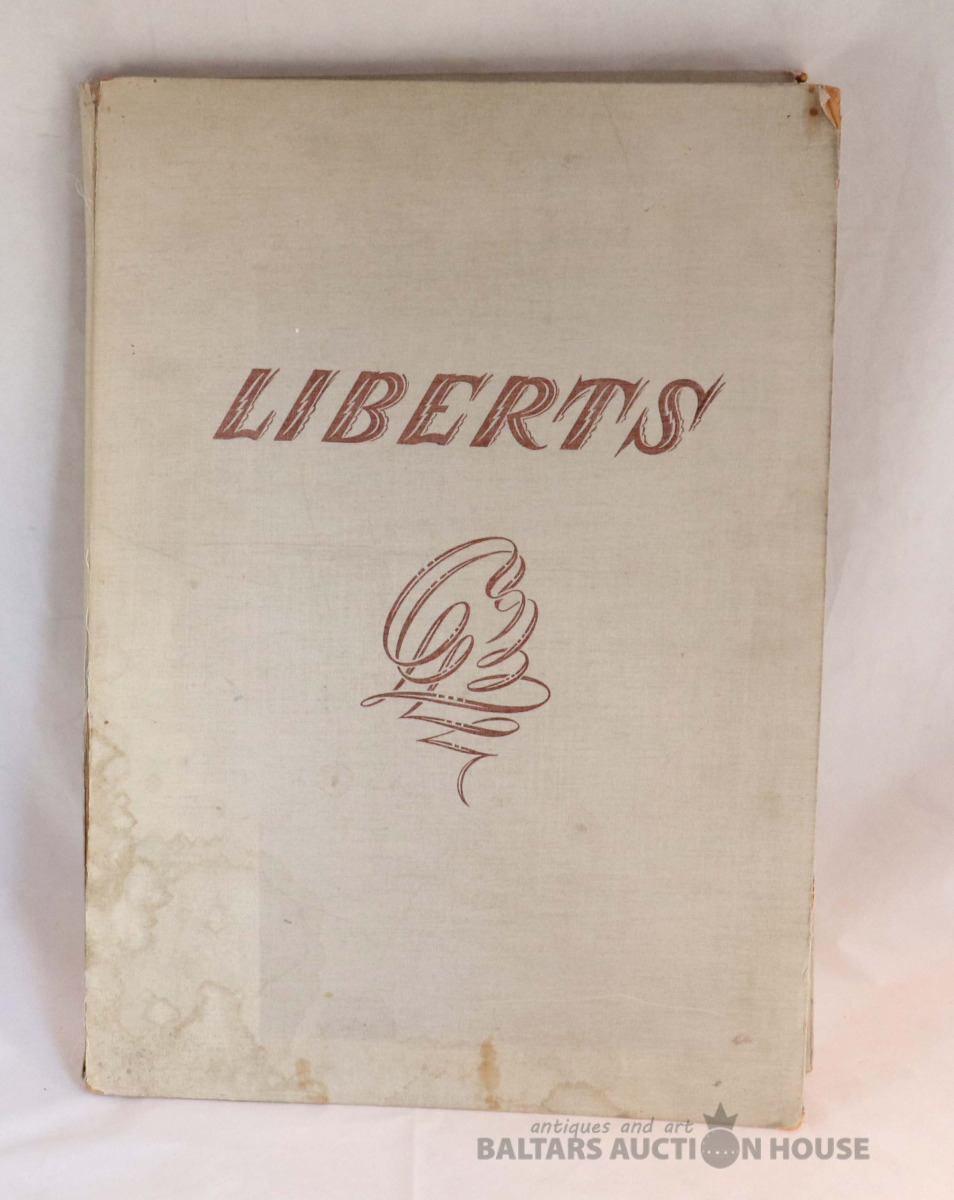 LIBERTS
antiques and art
BALTARS AUCTION HOUSE